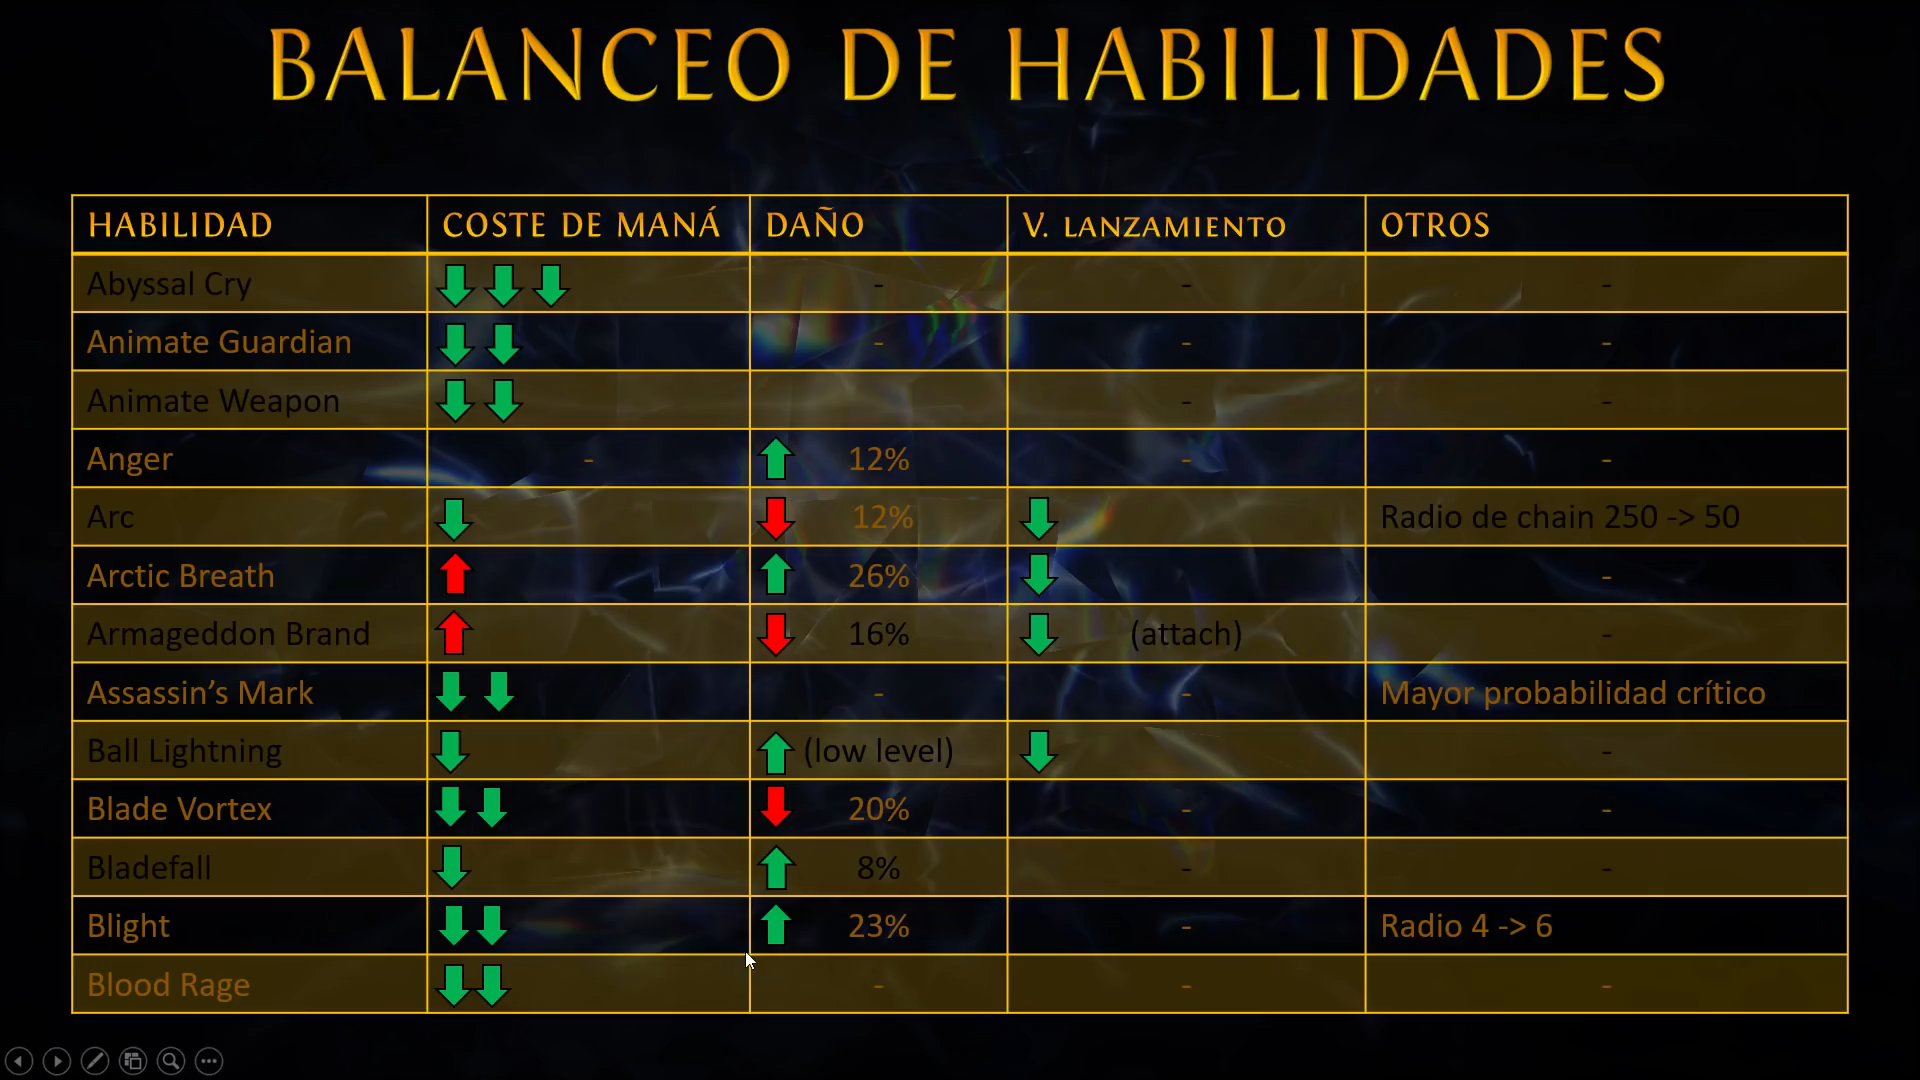 BALANCEO DE HABILIDADES
HABILIDAD COSTE DE MANÁ DAÑO V. LANZAMIENTO OTROS
Abyssal Cry - - -
Animate Guardian - - -
Animate Weapon - -
Anger - 12% - -
Arc 12% Radio de chain 250 -> 50
Arctic Breath 26% -
Armageddon Brand 16% (attach) -
Assassin’s Mark - - Mayor probabilidad crítico
Ball Lightning (low level) -
Blade Vortex 20% - -
Bladefall 8% - -
Blight 23% - Radio 4 -> 6
Blood Rage - - -